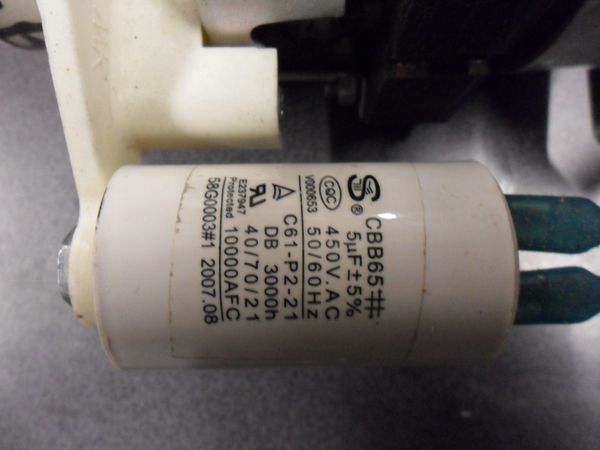 CBB65#
5µF±5%
S ®
450V.AC
CQC
50/60Hz
V000653
C61-P2-21
DB 3000h
40/70/21
E237947
10000AFC
Protected
58G0003#1 2007.08